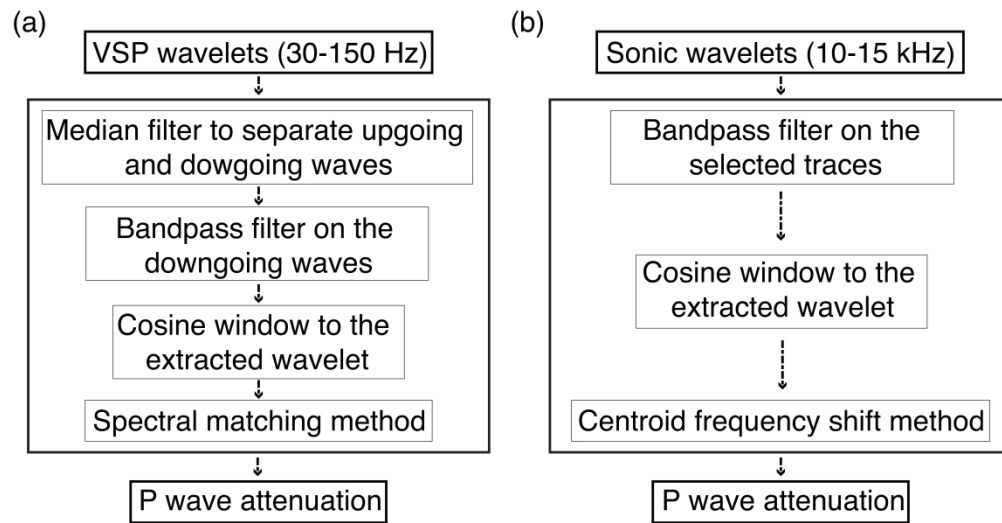 (a)
VSP wavelets (30-150 Hz)
Median filter to separate upgoing
and dowgoing waves
Bandpass filter on the
downgoing waves
Cosine window to the
extracted wavelet
Spectral matching method
P wave attenuation
(b)
Sonic wavelets (10-15 kHz)
Bandpass filter on the
selected traces
Cosine window to the
extracted wavelet
Centroid frequency shift method
P wave attenuation